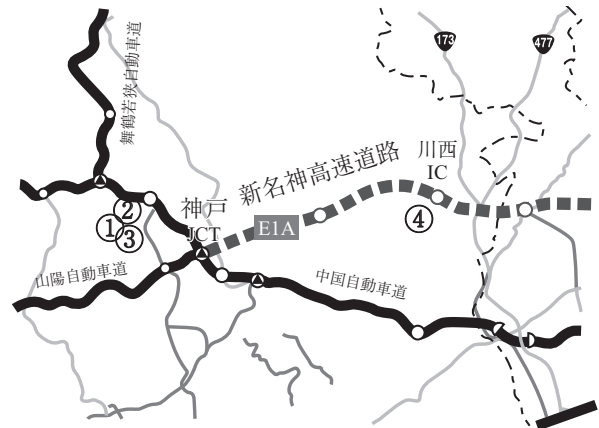 173
477
舞鶴若狭自動車道
新名神高速道路
川西
IC
神戸
JCT
E1A
①
②
③
④
山陽自動車道
中国自動車道